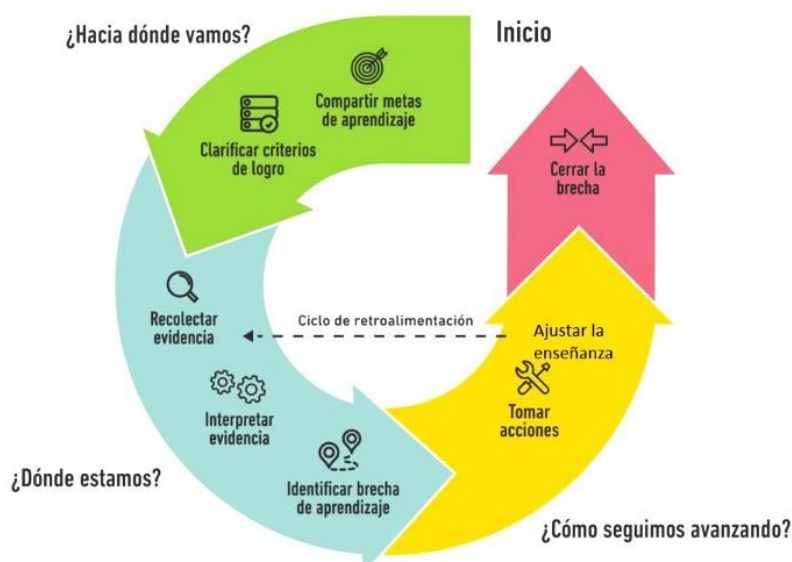 ¿Hacia dónde vamos?
Inicio
Compartir metas
de aprendizaje
Clarificar criterios
de logro
Cerrar la
brecha
Recolectar
evidencia
Ciclo de retroalimentación
Ajustar la
enseñanza
Interpretar
evidencia
Tomar
acciones
Identificar brecha
de aprendizaje
¿Dónde estamos?
¿Cómo seguimos avanzando?